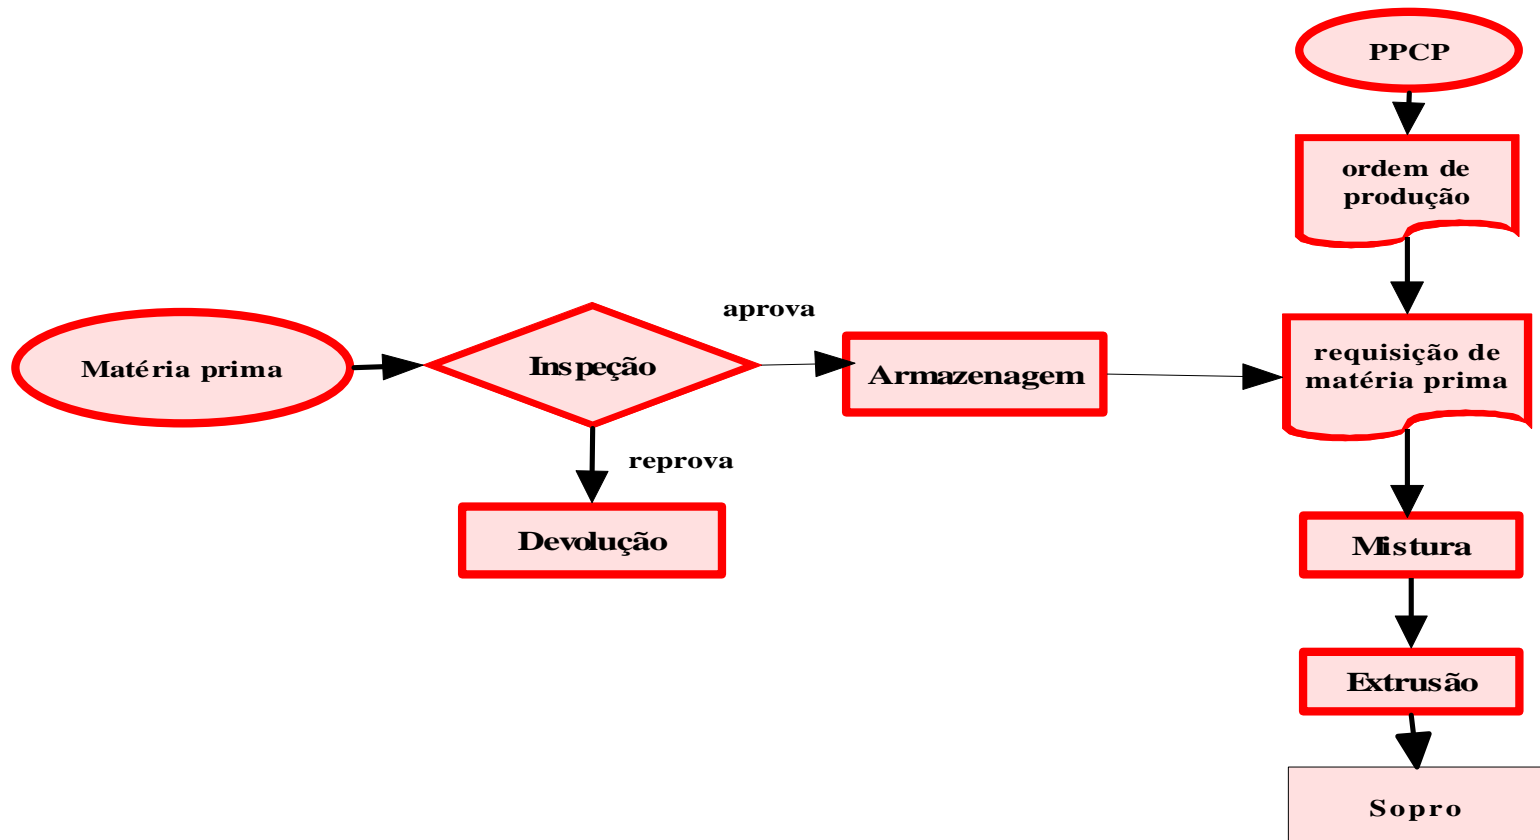 PPCP
ordem de
produção
aprova
Matéria prima
Inspeção
Armazenagem
requisição de
matéria prima
reprova
Devolução
Mistura
Extrusão
Sopro